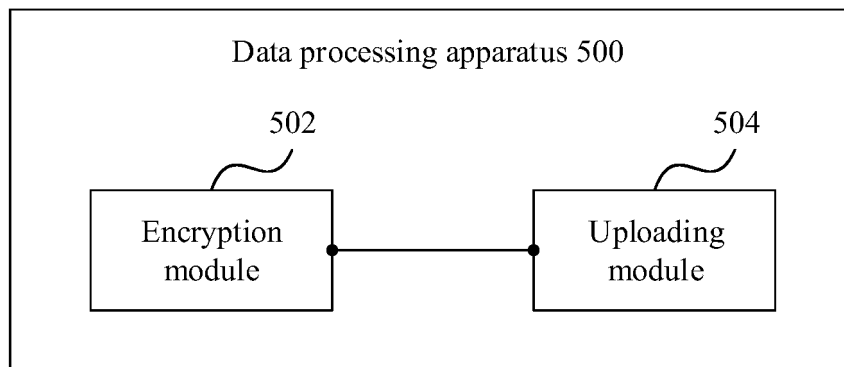 Data processing apparatus 500
502
504
Encryption
module
Uploading
module